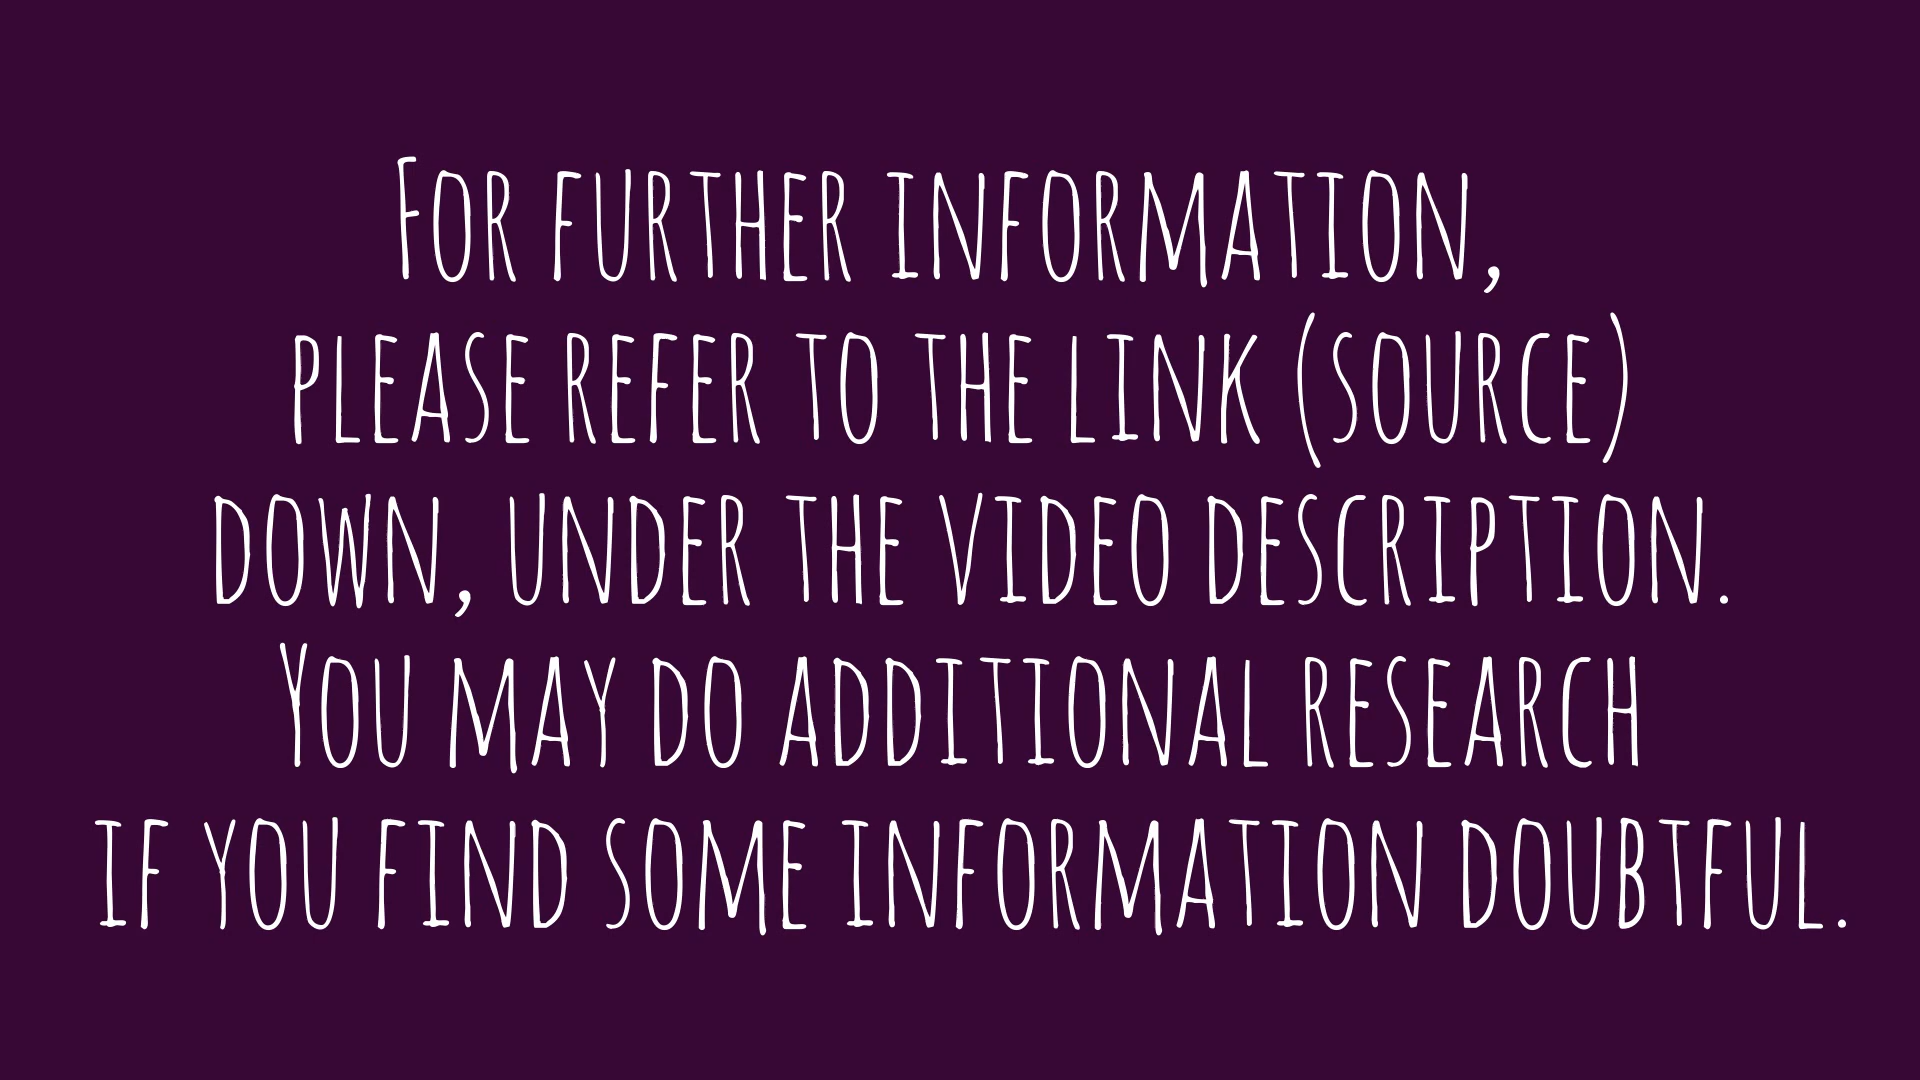 For further information,
please refer to the link (source)
down, under the video description.
You may do additional research
if you find some information doubtful.